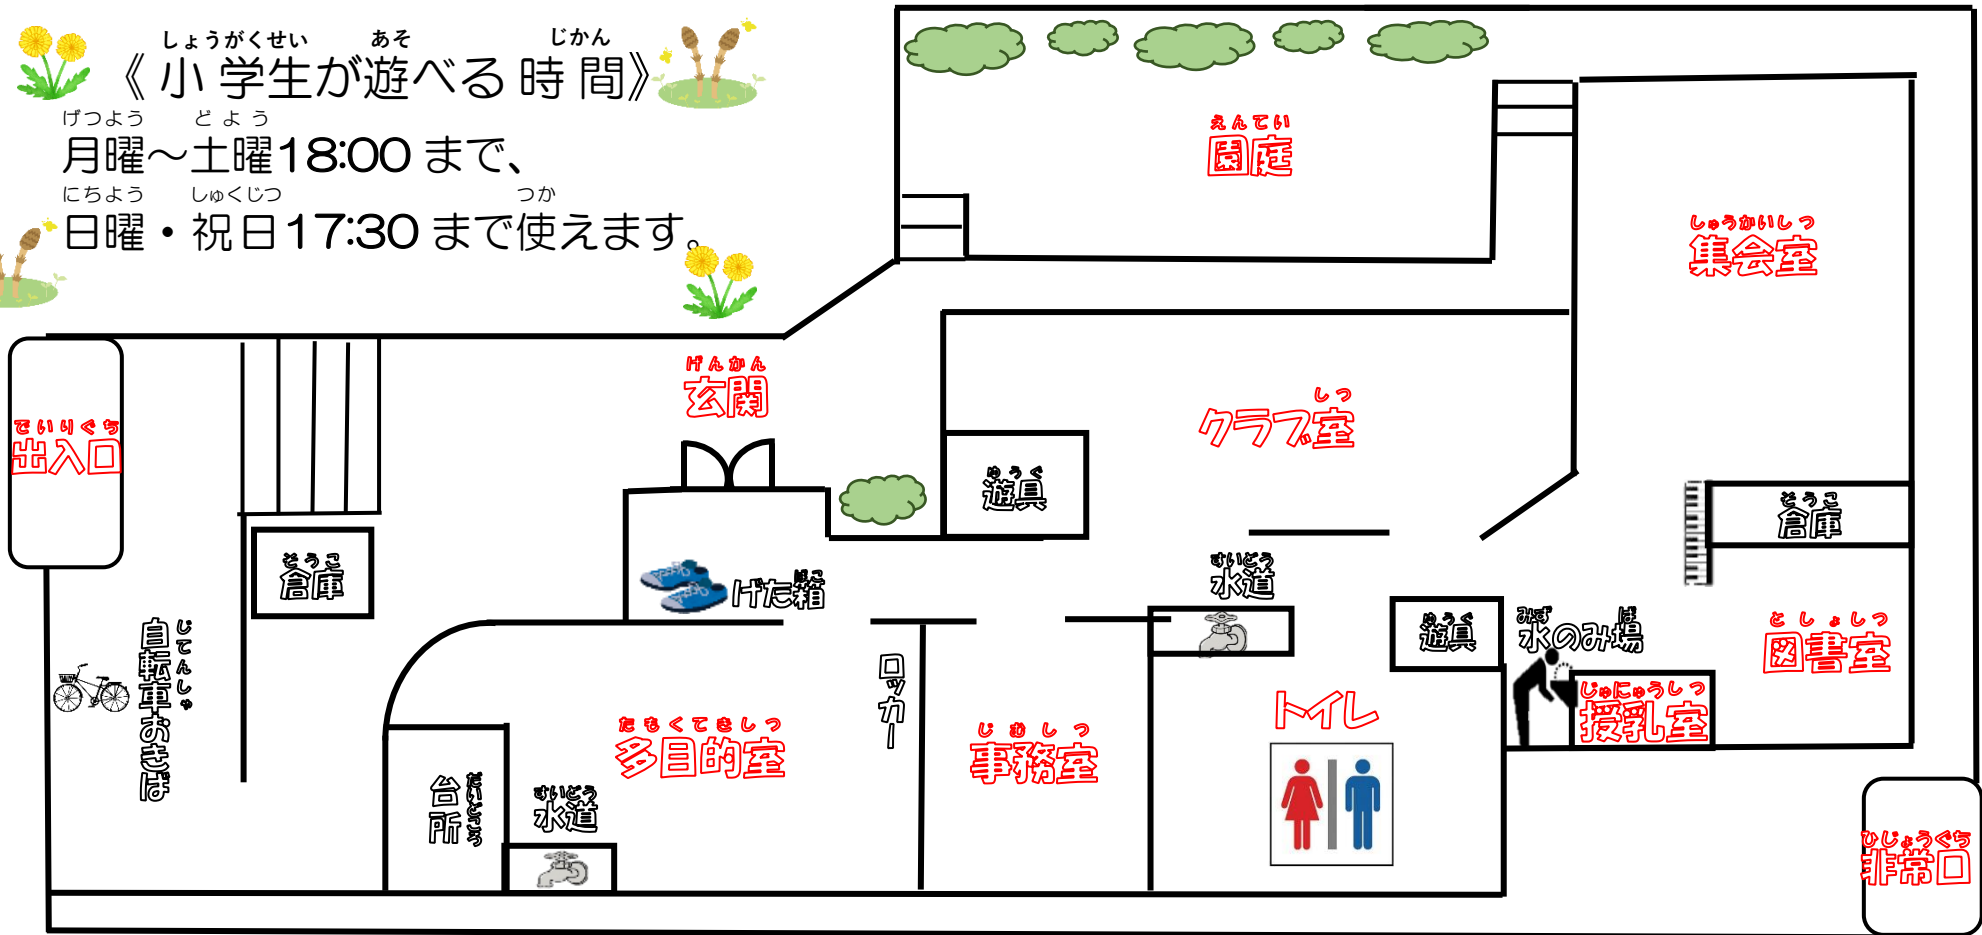 しょうがくせい あそ じかん
《小学生が遊べる時間》
げつよう どよう
月曜～土曜18:00まで、
にちよう しゅくじつ つか
日曜・祝日17:30まで使えます。
えんてい
園庭
しゅうかいしつ
集会室
げんかん
玄関
しつ
クラブ室
でいりぐち
出入口
ゆうぐ
遊具
そうこ
倉庫
そうこ
倉庫
ばこ
げた箱
すいどう
水道
ゆうぐ
遊具
みず ば
水のみ場
としょしつ
図書室
じてんしゃ
自転車おきば
ロッカー
じゅにゅうしつ
授乳室
たもくてきしつ
多目的室
じむしつ
事務室
トイレ
だいどころ
台所
すいどう
水道
ひじょうぐち
非常口